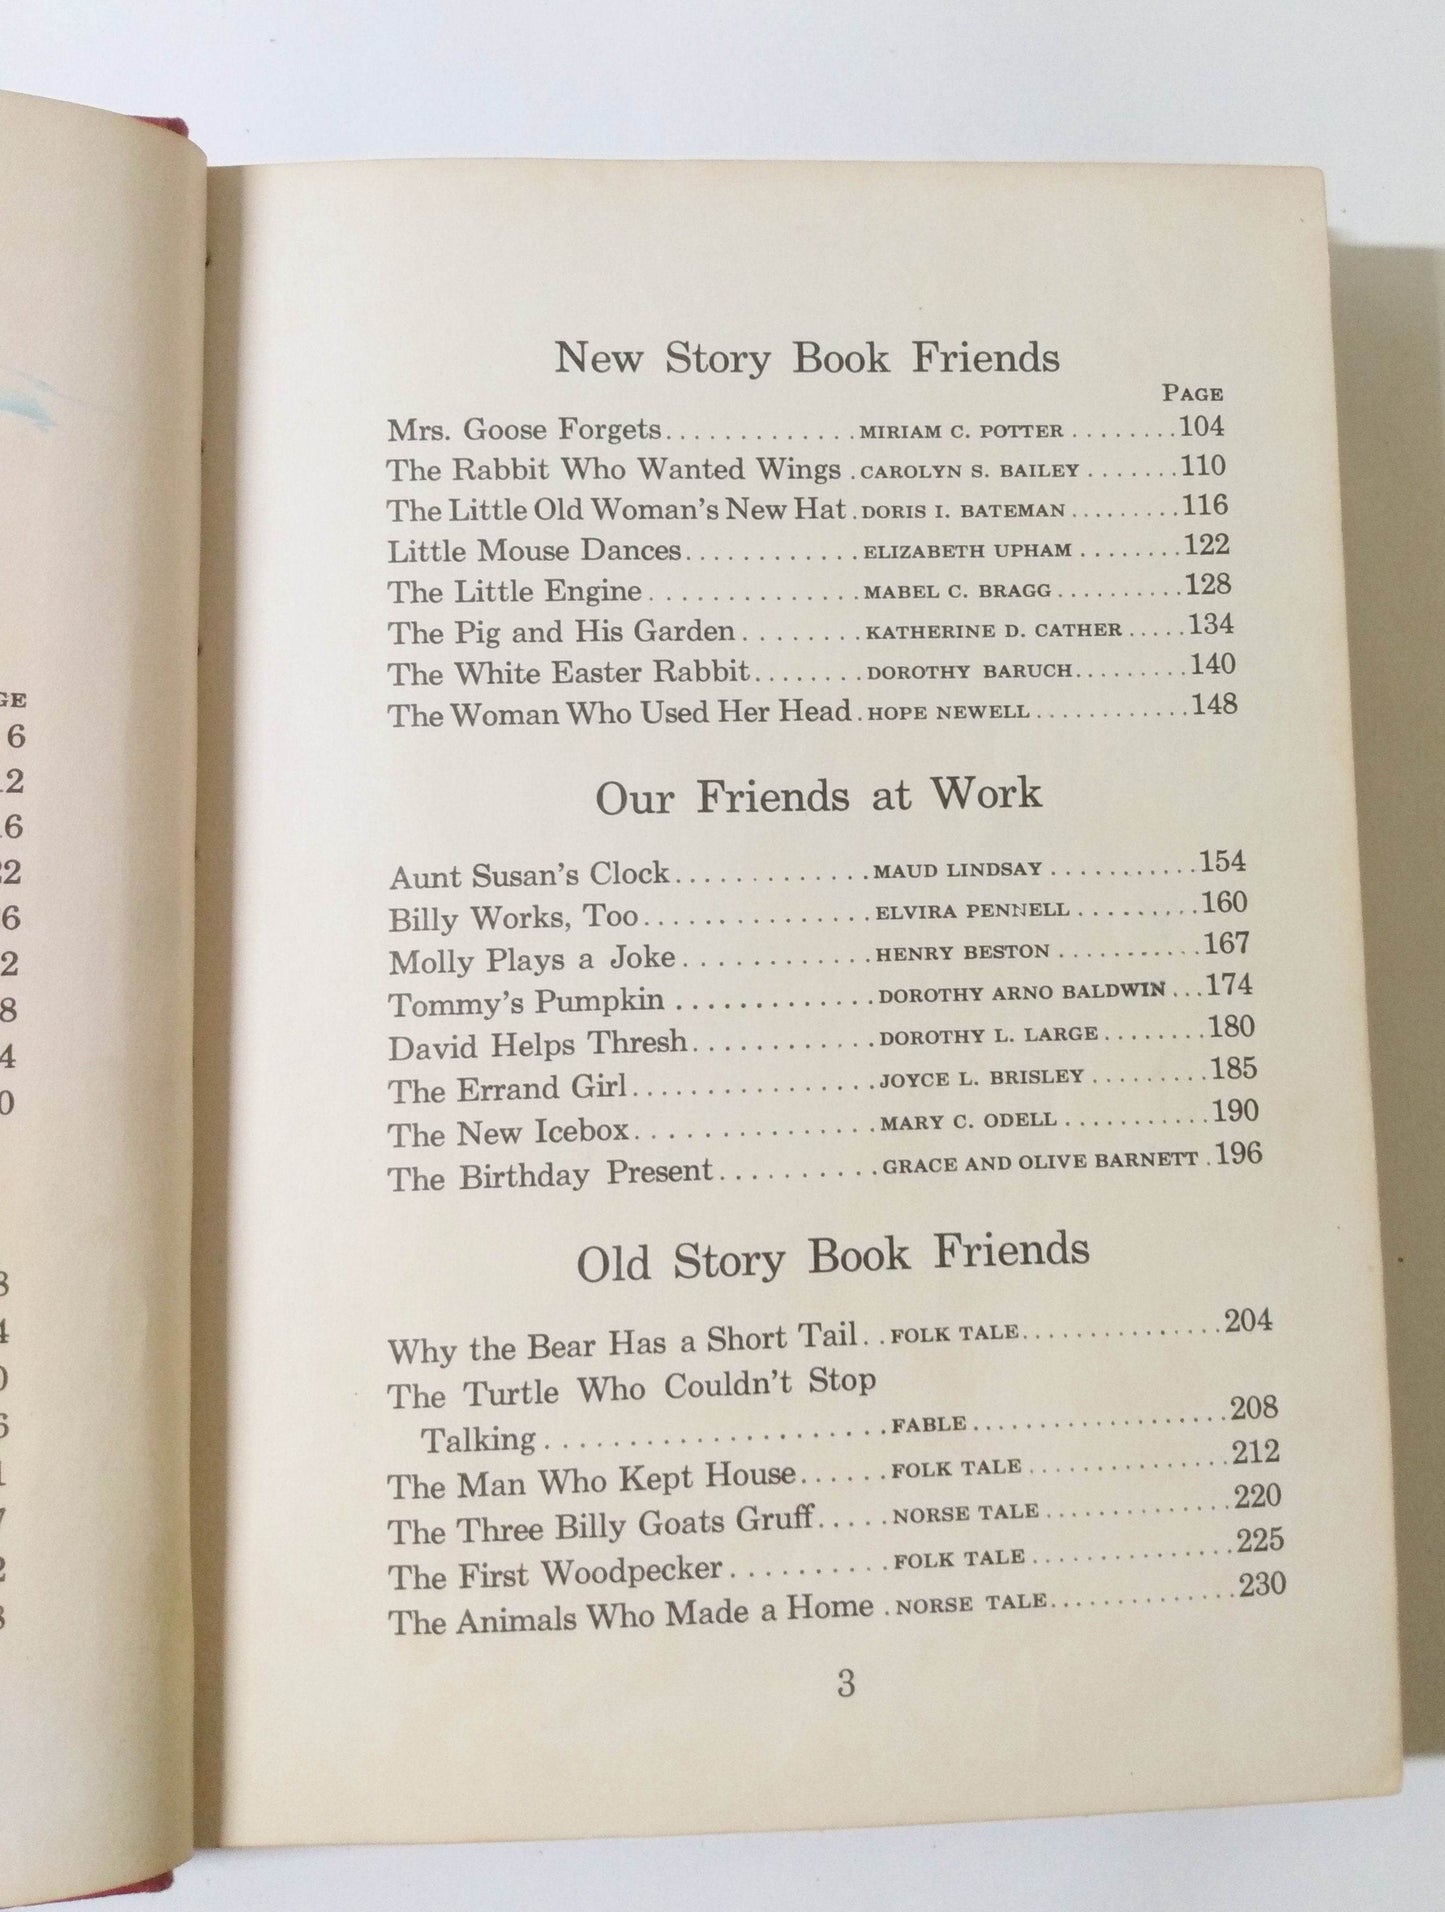 New Story Book Friends
PAGE
Mrs. Goose Forgets.............MIRIAM C. POTTER........104
The Rabbit Who Wanted Wings.CAROLYN S. BAILEY.......110
The Little Old Woman's New Hat.DORIS I. BATEMAN.........116
Little Mouse Dances............ELIZABETH UPHAM........122
The Little Engine..............MABEL C. BRAGG..........128
The Pig and His Garden........KATHERINE D. CATHER.....134
The White Easter Rabbit.......DOROTHY BARUCH.........140
The Woman Who Used Her Head.HOPE NEWELL............148
Our Friends at Work
Aunt Susan's Clock.............MAUD LINDSAY...........154
Billy Works, Too...............ELVIRA PENNELL.........160
Molly Plays a Joke.............HENRY BESTON...........167
Tommy's Pumpkin.............DOROTHY ARNO BALDWIN...174
David Helps Thresh............DOROTHY L. LARGE........180
The Errand Girl................JOYCE L. BRISLEY.........185
The New Icebox...............MARY C. ODELL...........190
The Birthday Present..........GRACE AND OLIVE BARNETT.196
Old Story Book Friends
Why the Bear Has a Short Tail..FOLK TALE...............204
The Turtle Who Couldn't Stop
Talking.....................FABLE....................208
The Man Who Kept House......FOLK TALE...............212
The Three Billy Goats Gruff.....NORSE TALE.............220
The First Woodpecker..........FOLK TALE...............225
The Animals Who Made a Home.NORSE TALE..............230
3